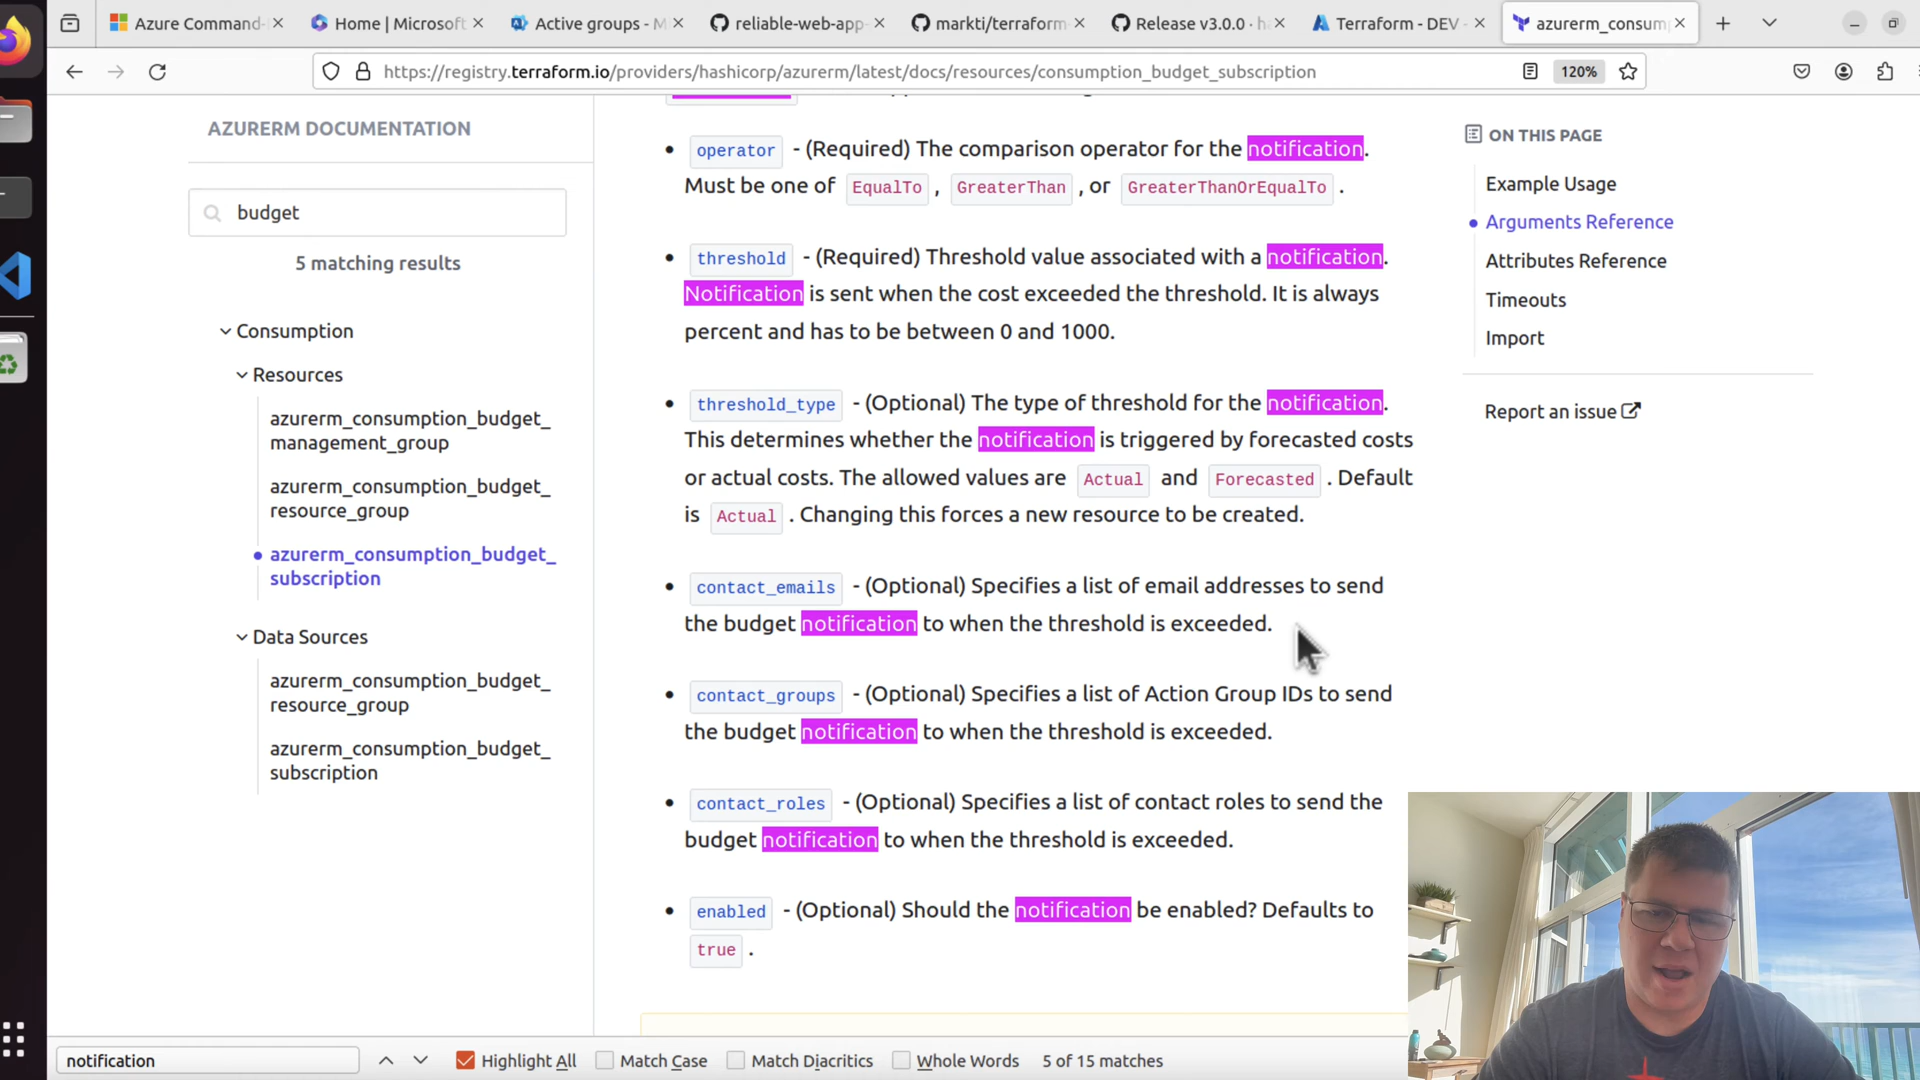 Azure Command-
Home | Microsoft
Active groups - M
reliable-web-app-
markti/terraform
Release v3.0.0 · ha
Terraform - DEV -
azurerm_consum
https://registry.terraform.io/providers/hashicorp/azurerm/latest/docs/resources/consumption_budget_subscription
120%
AZURERM DOCUMENTATION
budget
5 matching results
Consumption
Resources
azurerm_consumption_budget_
management_group
azurerm_consumption_budget_
resource_group
azurerm_consumption_budget_
subscription
Data Sources
azurerm_consumption_budget_
resource_group
azurerm_consumption_budget_
subscription
operator - (Required) The comparison operator for the notification.
Must be one of EqualTo , GreaterThan , or GreaterThanOrEqualTo .
threshold - (Required) Threshold value associated with a notification.
Notification is sent when the cost exceeded the threshold. It is always
percent and has to be between 0 and 1000.
threshold_type - (Optional) The type of threshold for the notification.
This determines whether the notification is triggered by forecasted costs
or actual costs. The allowed values are Actual and Forecasted . Default
is Actual . Changing this forces a new resource to be created.
contact_emails - (Optional) Specifies a list of email addresses to send
the budget notification to when the threshold is exceeded.
contact_groups - (Optional) Specifies a list of Action Group IDs to send
the budget notification to when the threshold is exceeded.
contact_roles - (Optional) Specifies a list of contact roles to send the
budget notification to when the threshold is exceeded.
enabled - (Optional) Should the notification be enabled? Defaults to
true .
ON THIS PAGE
Example Usage
Arguments Reference
Attributes Reference
Timeouts
Import
Report an issue
notification
Highlight All
Match Case
Match Diacritics
Whole Words
5 of 15 matches